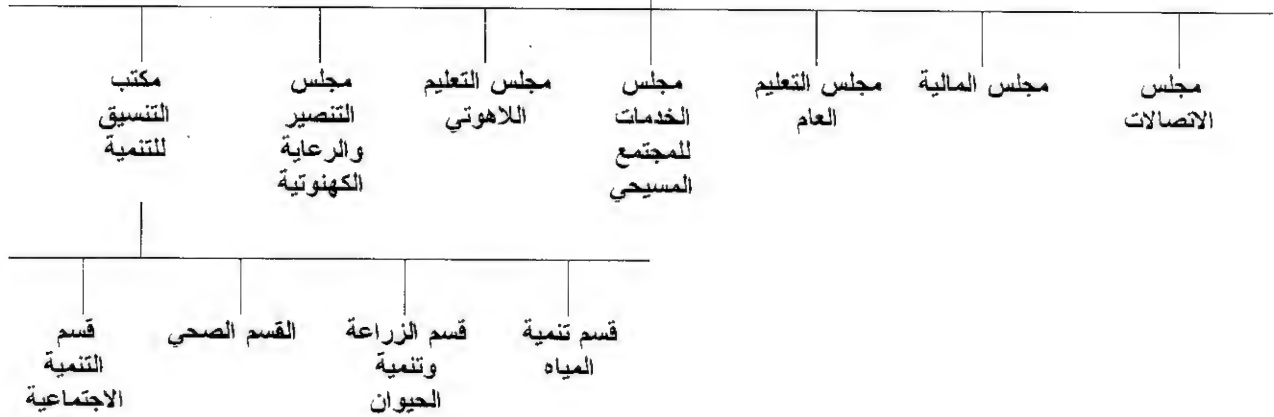 مجلس
الاتصالات
مجلس المالية
مجلس التعليم
العام
مجلس
الخدمات
للمجتمع
المسيحي
مجلس التعليم
اللاهوتي
مجلس
التنصير
والرعاية
الكهنوتية
مكتب
التنسيق
للتنمية
قسم تنمية
المياه
قسم الزراعة
وتنمية
الحيوان
القسم الصحي
قسم
التنمية
الاجتماعية